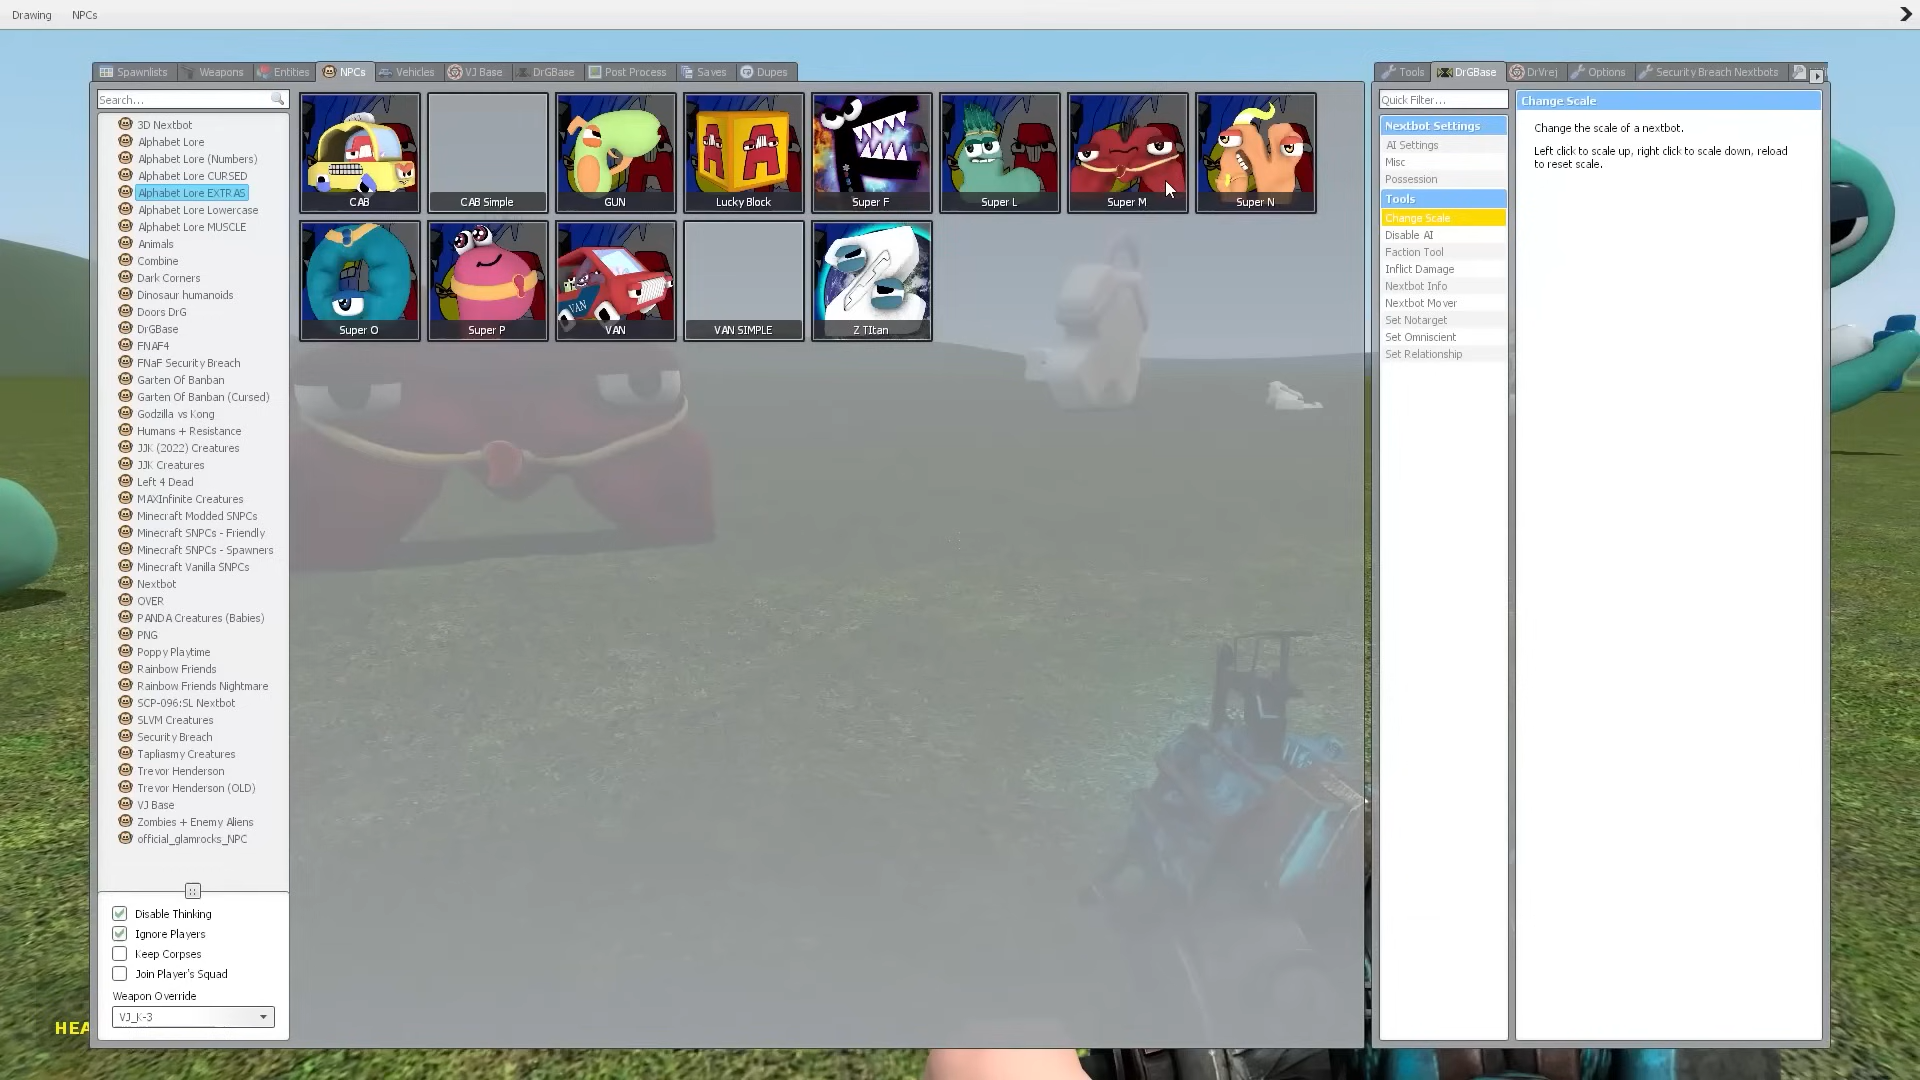 Drawing NPCs
Spawnlists Weapons Entities NPCs Vehicles VJ Base DrGBase Post Process Saves Dupes
Search...
3D Nextbot
Alphabet Lore
Alphabet Lore (Numbers)
Alphabet Lore CURSED
Alphabet Lore EXTRAS
Alphabet Lore Lowercase
Alphabet Lore MUSCLE
Animals
Combine
Dark Corners
Dinosaur humanoids
Doors DrG
DrGBase
FNAF4
FNaF Security Breach
Garten Of Banban
Garten Of Banban (Cursed)
Godzilla vs Kong
Humans + Resistance
JJK (2022) Creatures
JJK Creatures
Left 4 Dead
MAXInfinite Creatures
Minecraft Modded SNPCs
Minecraft SNPCs - Friendly
Minecraft SNPCs - Spawners
Minecraft Vanilla SNPCs
Nextbot
OVER
PANDA Creatures (Babies)
PNG
Poppy Playtime
Rainbow Friends
Rainbow Friends Nightmare
SCP-096:SL Nextbot
SLVM Creatures
Security Breach
Tapliasmy Creatures
Trevor Henderson
Trevor Henderson (OLD)
VJ Base
Zombies + Enemy Aliens
official_glamrocks_NPC
Disable Thinking
Ignore Players
Keep Corpses
Join Player's Squad
Weapon Override
VJ_K-3
CAB CAB Simple GUN Lucky Block Super F Super L Super M Super N
Super O Super P VAN VAN SIMPLE Z TItan
VAN
Tools DrGBase DrVrej Options Security Breach Nextbots
Quick Filter...
Nextbot Settings
AI Settings
Misc
Possession
Tools
Change Scale
Disable AI
Faction Tool
Inflict Damage
Nextbot Info
Nextbot Mover
Set Notarget
Set Omniscient
Set Relationship
Change Scale
Change the scale of a nextbot.
Left click to scale up, right click to scale down, reload
to reset scale.
HEA